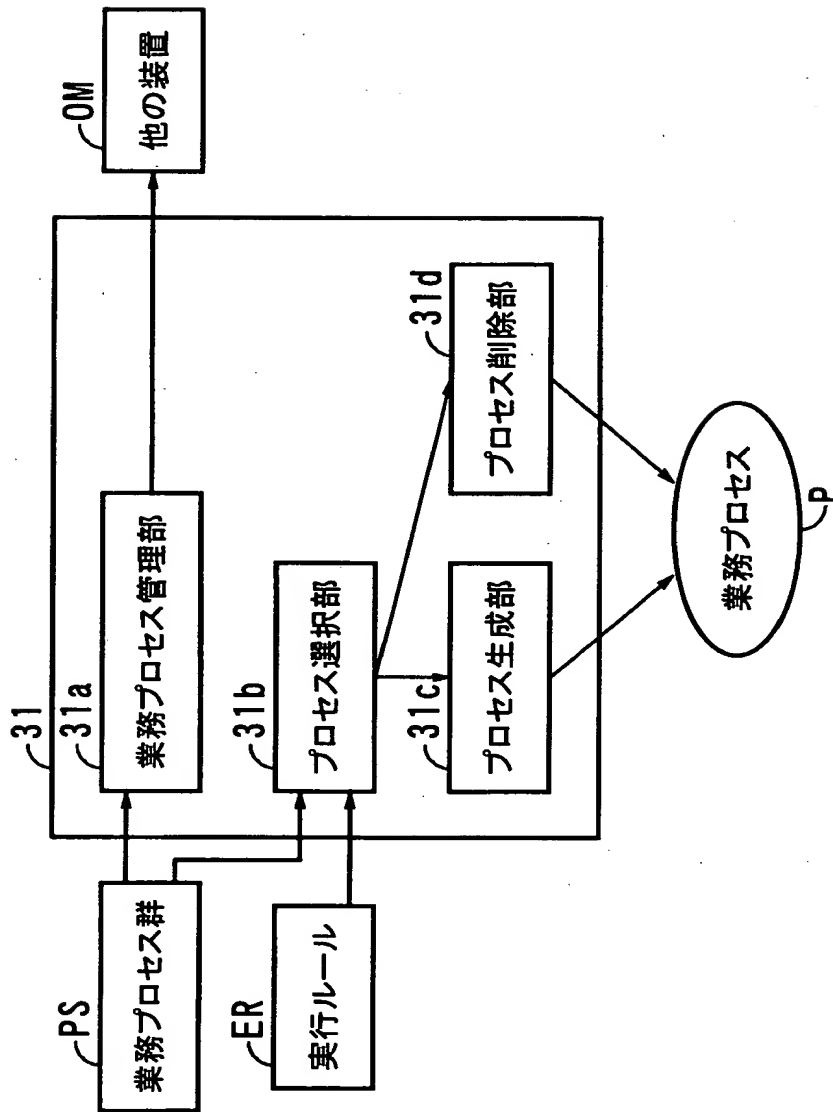 PS
業務プロセス群
31
31a
業務プロセス管理部
OM
他の装置
ER
実行ルール
31b
プロセス選択部
31c
プロセス生成部
31d
プロセス削除部
業務プロセス
P